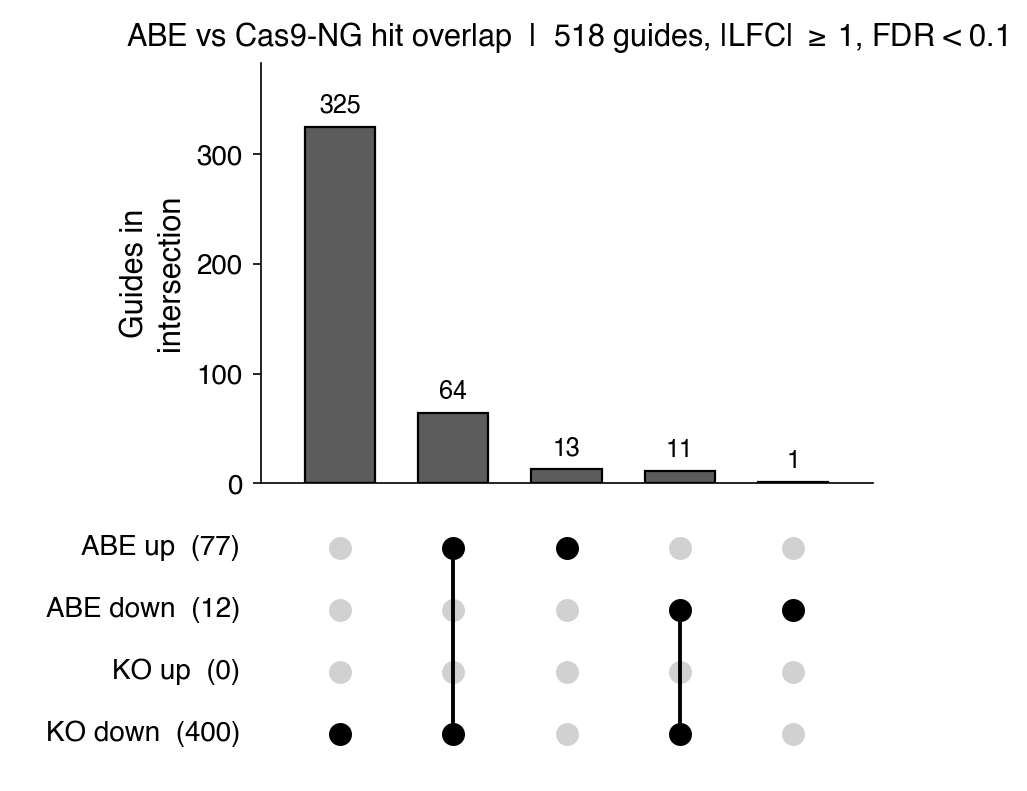 ABE vs Cas9-NG hit overlap | 518 guides, |LFC| ≥ 1, FDR < 0.1
325
64
13
11
1
300
200
100
0
Guides in
intersection
ABE up (77)
ABE down (12)
KO up (0)
KO down (400)